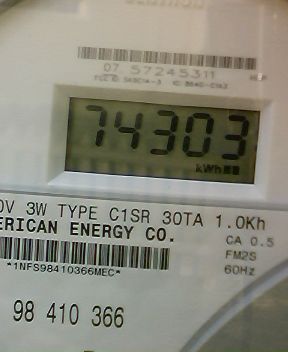 07 57245311
74303
kWh
0V 3W TYPE C1SR 30TA 1.0Kh
ERICAN ENERGY CO.
CA 0.5
FM2S
*1NFS98410366MEC*
60Hz
98 410 366